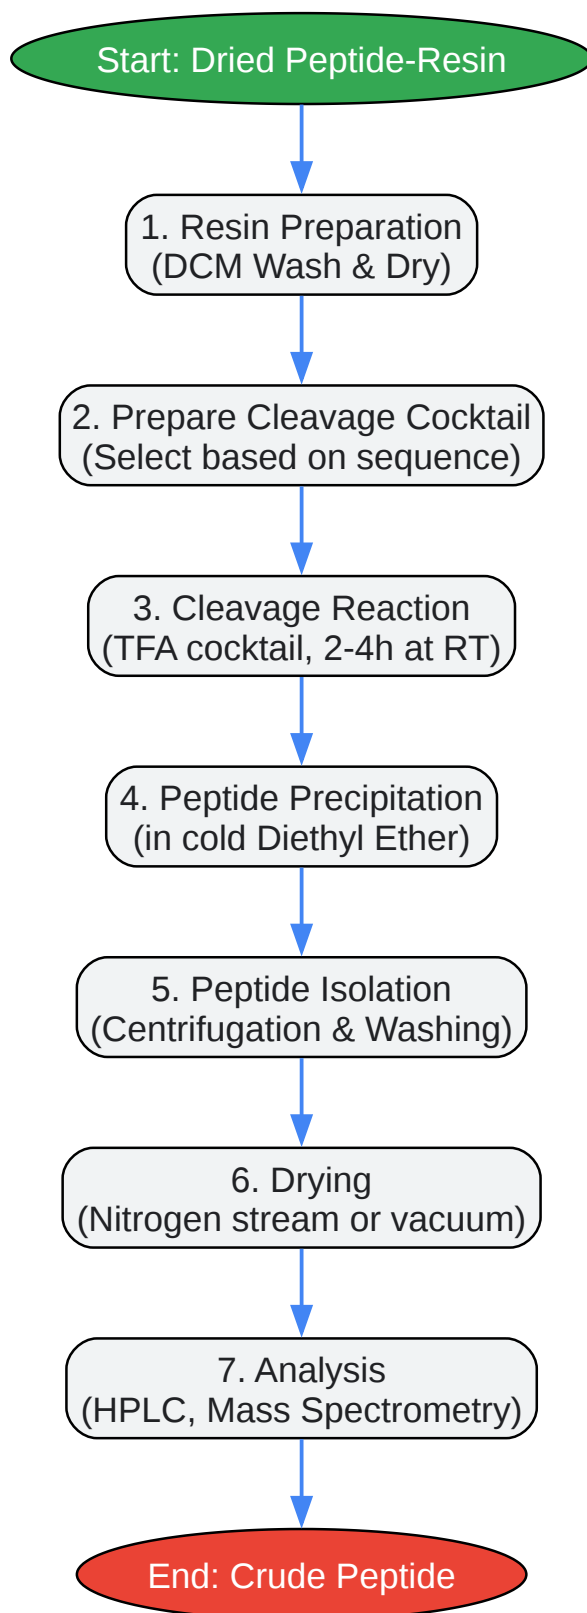 Start: Dried Peptide-Resin
1. Resin Preparation
(DCM Wash & Dry)
2. Prepare Cleavage Cocktail
(Select based on sequence)
3. Cleavage Reaction
(TFA cocktail, 2-4h at RT)
4. Peptide Precipitation
(in cold Diethyl Ether)
5. Peptide Isolation
(Centrifugation & Washing)
6. Drying
(Nitrogen stream or vacuum)
7. Analysis
(HPLC, Mass Spectrometry)
End: Crude Peptide